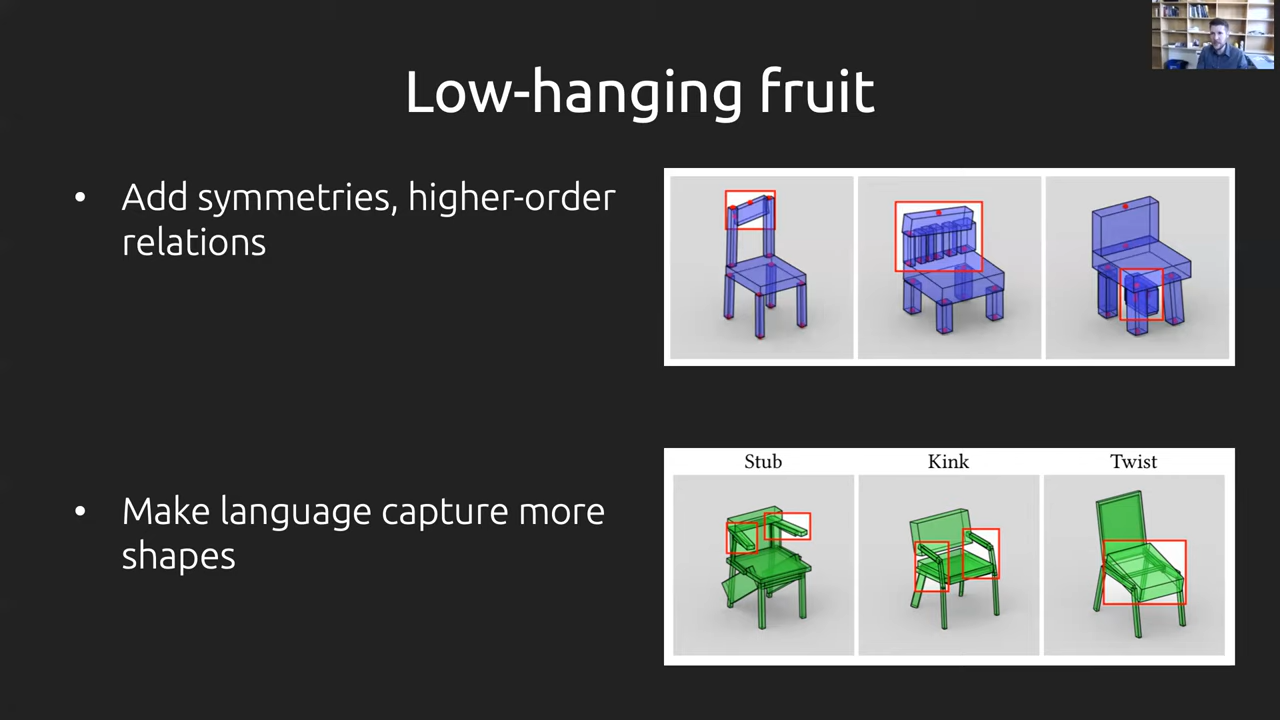 Low-hanging fruit
• Add symmetries, higher-order
relations
Stub Kink Twist
• Make language capture more
shapes